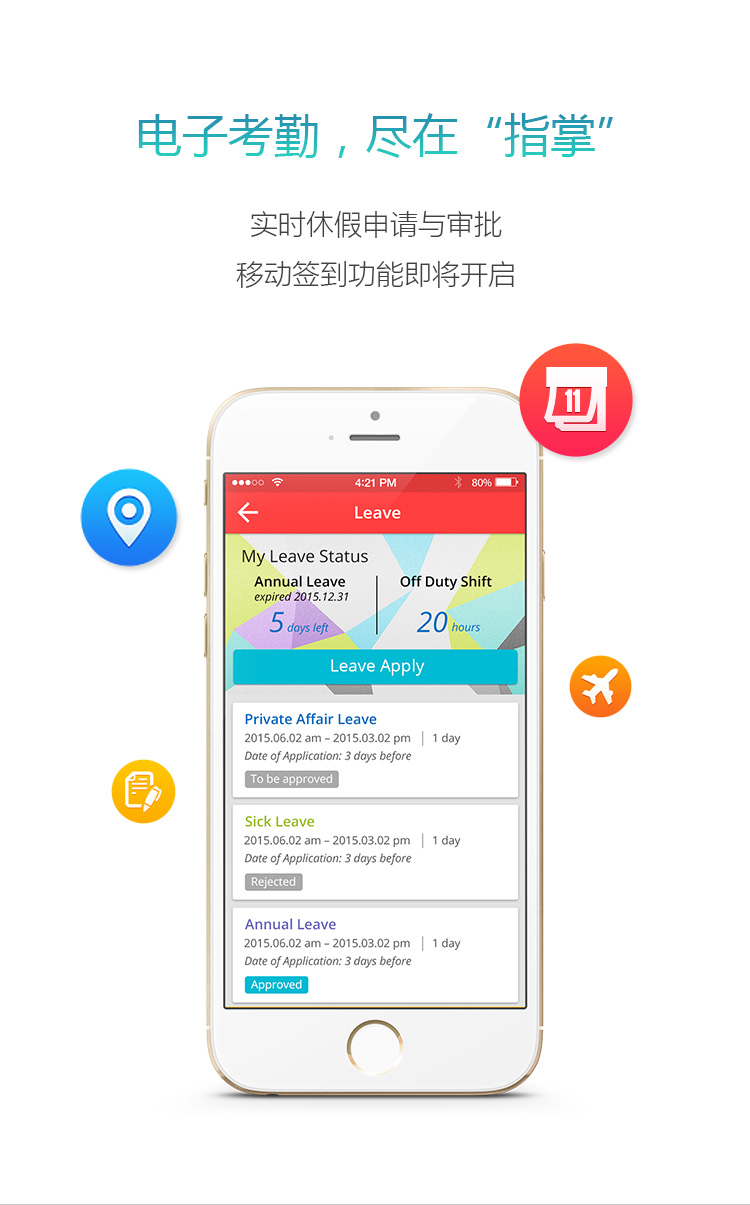 电子考勤，尽在“指掌”
实时休假申请与审批
移动签到功能即将开启
11
4:21 PM 80%
Leave
My Leave Status
Annual Leave Off Duty Shift
expired 2015.12.31
5 days left 20 hours
Leave Apply
Private Affair Leave
2015.06.02 am – 2015.03.02 pm | 1 day
Date of Application: 3 days before
To be approved
Sick Leave
2015.06.02 am – 2015.03.02 pm | 1 day
Date of Application: 3 days before
Rejected
Annual Leave
2015.06.02 am – 2015.03.02 pm | 1 day
Date of Application: 3 days before
Approved